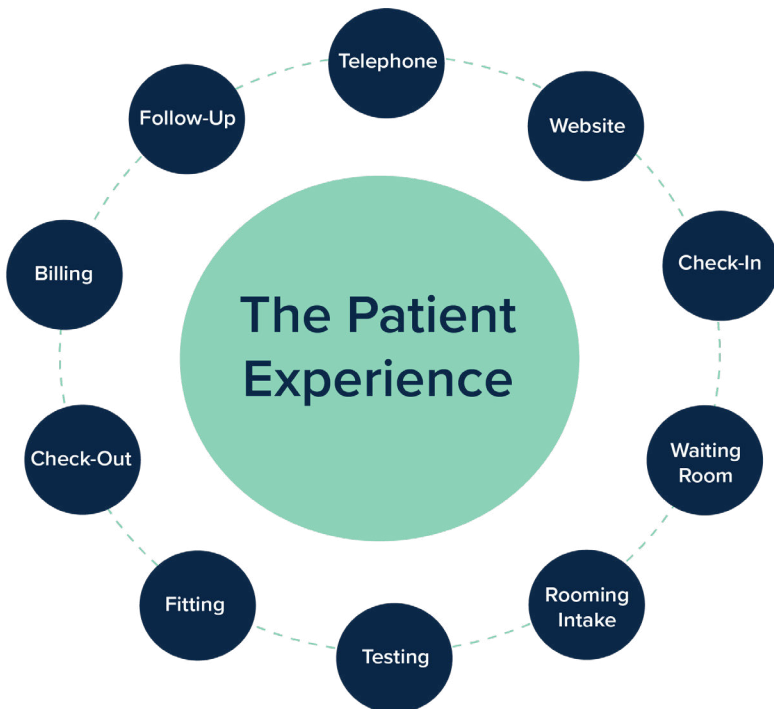 Telephone
Website
Check-In
Waiting
Room
Rooming
Intake
Testing
Fitting
Check-Out
Billing
Follow-Up
The Patient
Experience